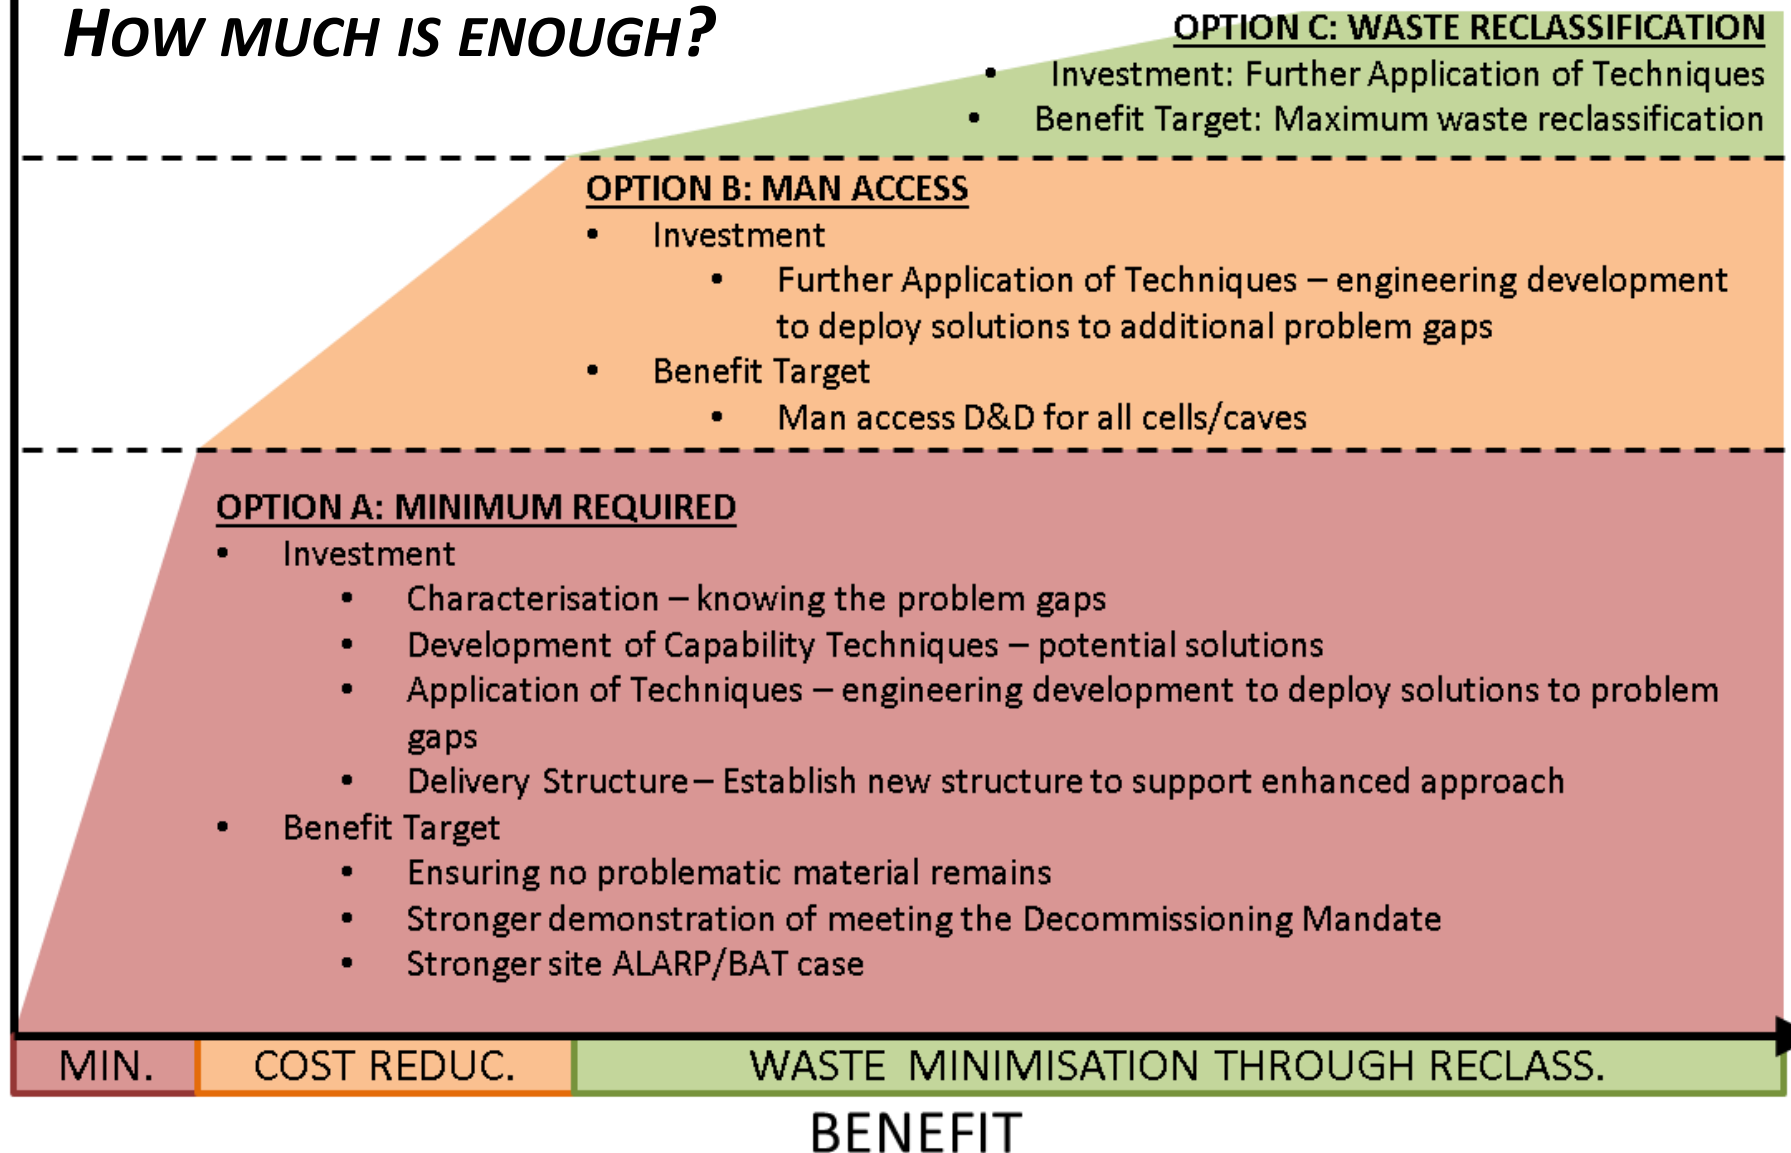 HOW MUCH IS ENOUGH?
OPTION C: WASTE RECLASSIFICATION
• Investment: Further Application of Techniques
• Benefit Target: Maximum waste reclassification
OPTION B: MAN ACCESS
• Investment
• Further Application of Techniques – engineering development
to deploy solutions to additional problem gaps
• Benefit Target
• Man access D&D for all cells/caves
OPTION A: MINIMUM REQUIRED
• Investment
• Characterisation – knowing the problem gaps
• Development of Capability Techniques – potential solutions
• Application of Techniques – engineering development to deploy solutions to problem
gaps
• Delivery Structure – Establish new structure to support enhanced approach
• Benefit Target
• Ensuring no problematic material remains
• Stronger demonstration of meeting the Decommissioning Mandate
• Stronger site ALARP/BAT case
MIN. COST REDUC. WASTE MINIMISATION THROUGH RECLASS.
BENEFIT